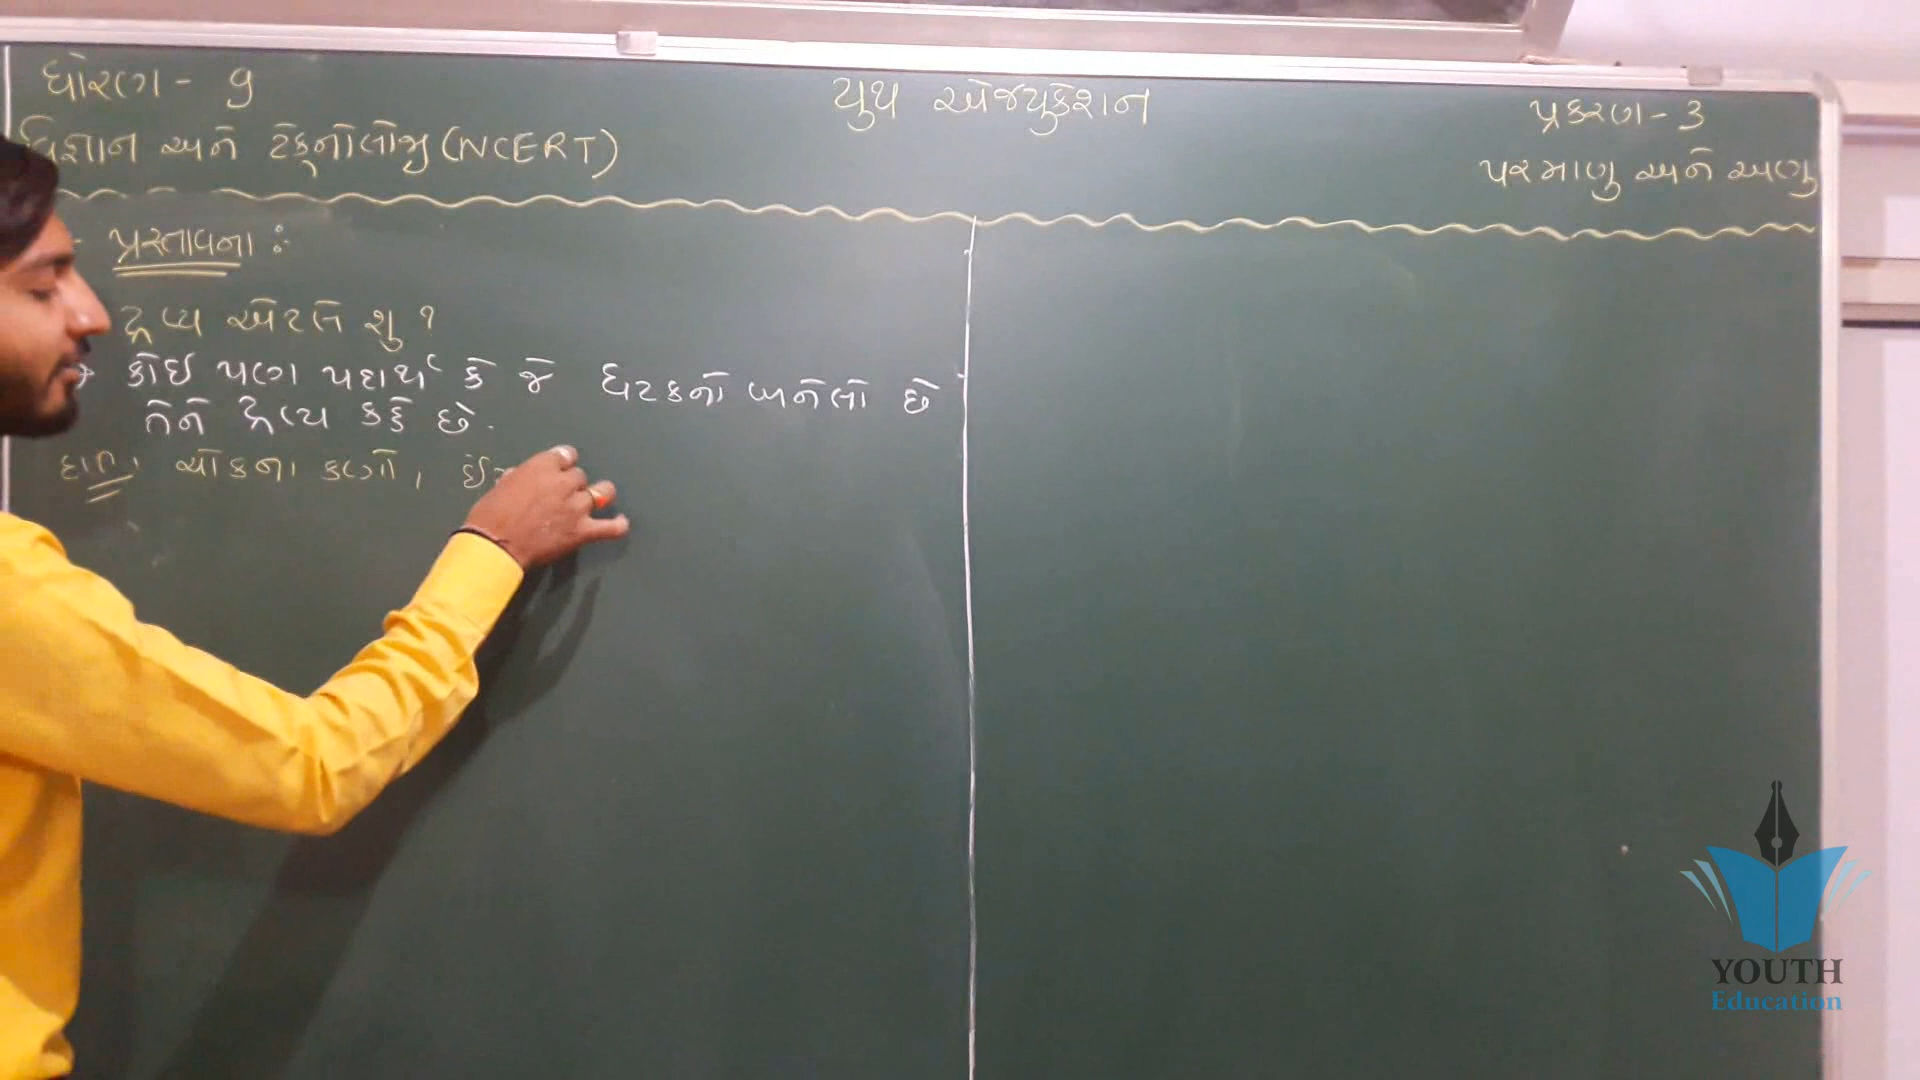 ધોરણ - 9
યુથ એજ્યુકેશન
પ્રકરણ - 3
વિજ્ઞાન અને ટેકનોલોજી (NCERT)
પરમાણુ અને અણુ
પ્રસ્તાવના :-
દ્રવ્ય એટલે શુ ?
→ કોઈ પણ પદાર્થ કે જે ઘટકનો બનેલો છે
તેને દ્રવ્ય કહે છે.
દા.ત. ચોકના કણો, ઈ
YOUTH
Education